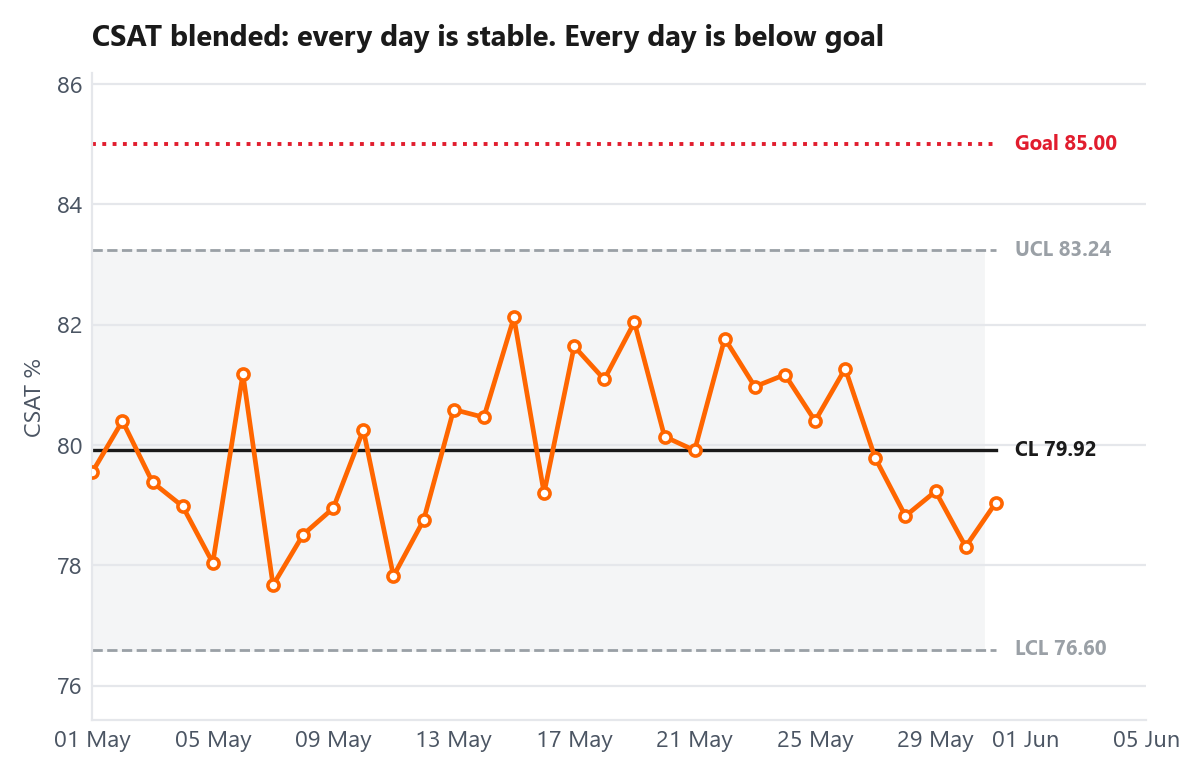 CSAT blended: every day is stable. Every day is below goal
86
Goal 85.00
84
UCL 83.24
82
CSAT %
80
CL 79.92
78
LCL 76.60
76
01 May 05 May 09 May 13 May 17 May 21 May 25 May 29 May 01 Jun 05 Jun